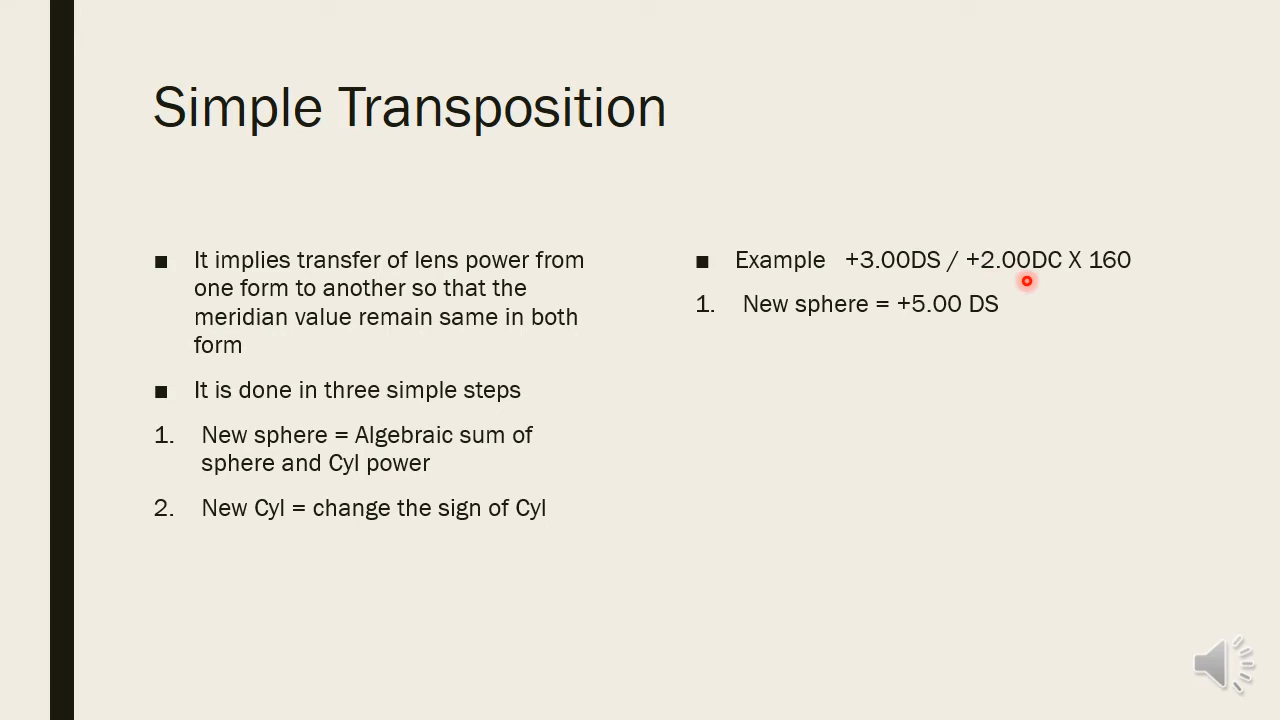 Simple Transposition
■ It implies transfer of lens power from
one form to another so that the
meridian value remain same in both
form
■ It is done in three simple steps
1. New sphere = Algebraic sum of
sphere and Cyl power
2. New Cyl = change the sign of Cyl
■ Example +3.00DS / +2.00DC X 160
1. New sphere = +5.00 DS